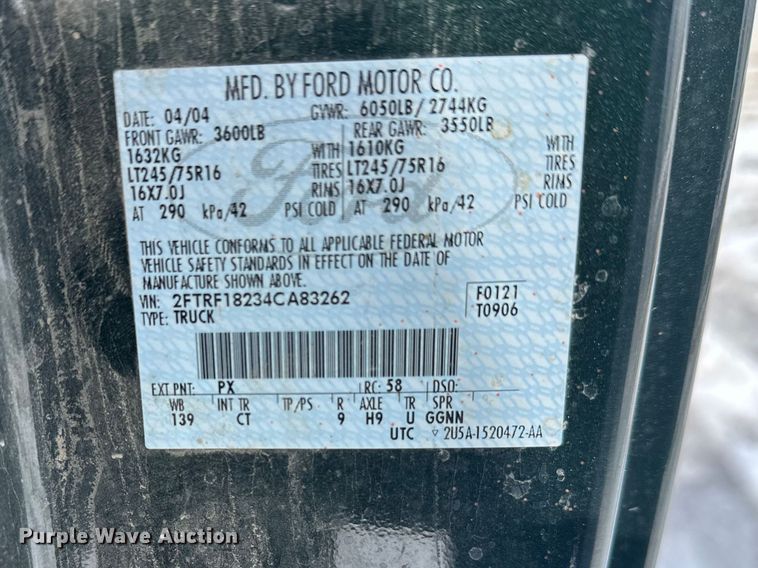 MFD. BY FORD MOTOR CO.
DATE: 04/04 GVWR: 6050LB / 2744KG
FRONT GAWR: 3600LB REAR GAWR: 3550LB
1632KG WITH 1610KG WITH
LT245/75R16 TIRES LT245/75R16 TIRES
16X7.0J RIMS 16X7.0J RIMS
AT 290 kPa/42 PSI COLD AT 290 kPa/42 PSI COLD
Ford
THIS VEHICLE CONFORMS TO ALL APPLICABLE FEDERAL MOTOR
VEHICLE SAFETY STANDARDS IN EFFECT ON THE DATE OF
MANUFACTURE SHOWN ABOVE.
VIN: 2FTRF18234CA83262 F0121
TYPE: TRUCK T0906
EXT PNT: PX RC: 58 DSO:
WB INT TR TP/PS R AXLE TR SPR
139 CT 9 H9 U GGNN
UTC 2U5A-1520472-AA
Purple Wave Auction